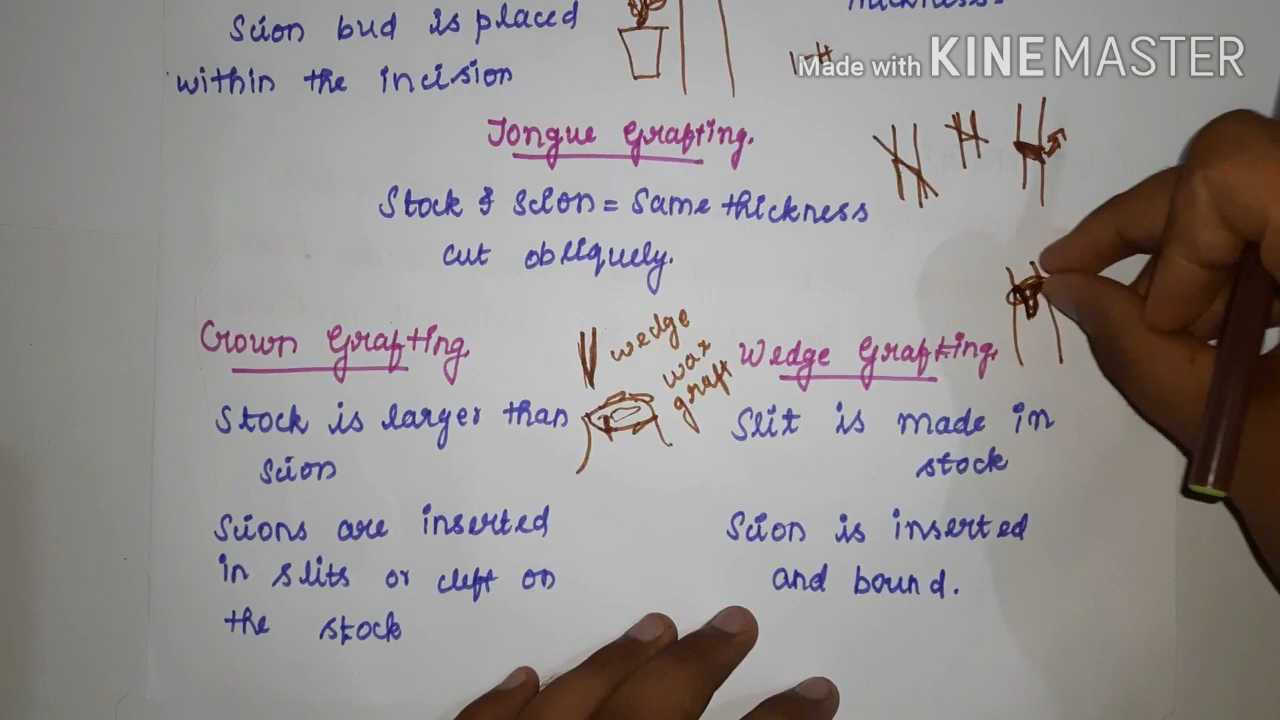 Scion bud is placed
within the incision
thickness.
Made with KINEMASTER
Tongue Grafting.
Stock & Scion = Same thickness
cut obliquely.
Crown Grafting.
wedge
wax
graft
Stock is larger than
Scion
Scions are inserted
in slits or cleft on
the stock
Wedge Grafting.
Slit is made in
stock
Scion is inserted
and bound.